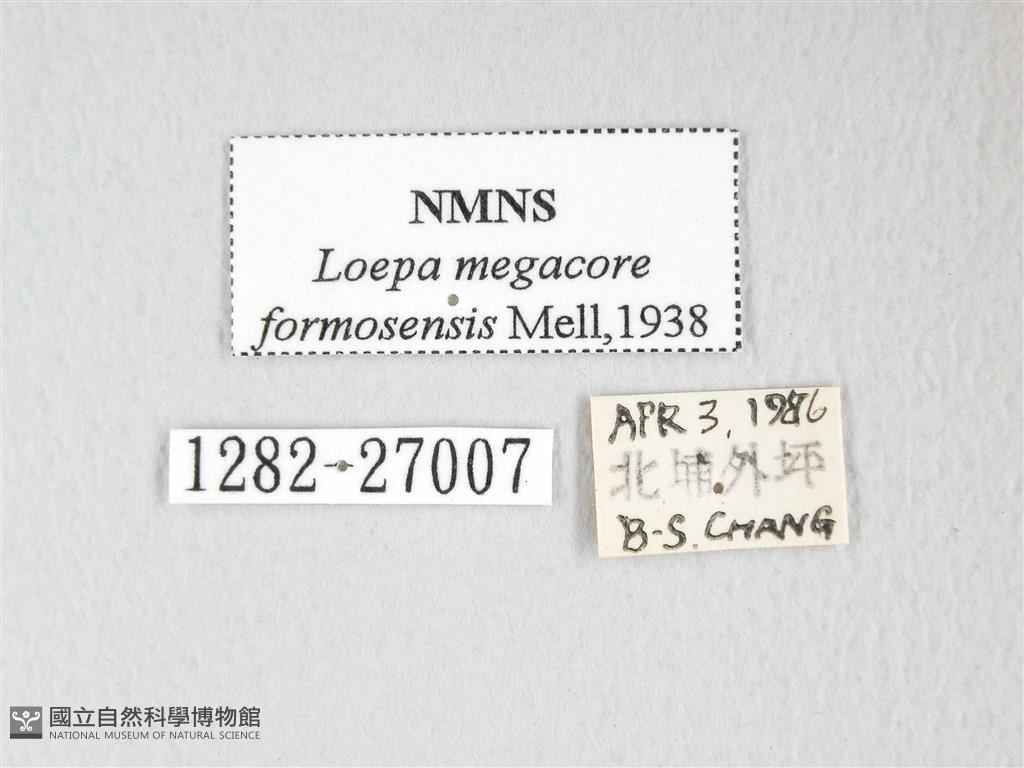 NMNS
Loepa megacore
formosensis Mell,1938
1282-27007
APR 3, 1986
北埔外坪
B-S. CHANG
國立自然科學博物館
NATIONAL MUSEUM OF NATURAL SCIENCE